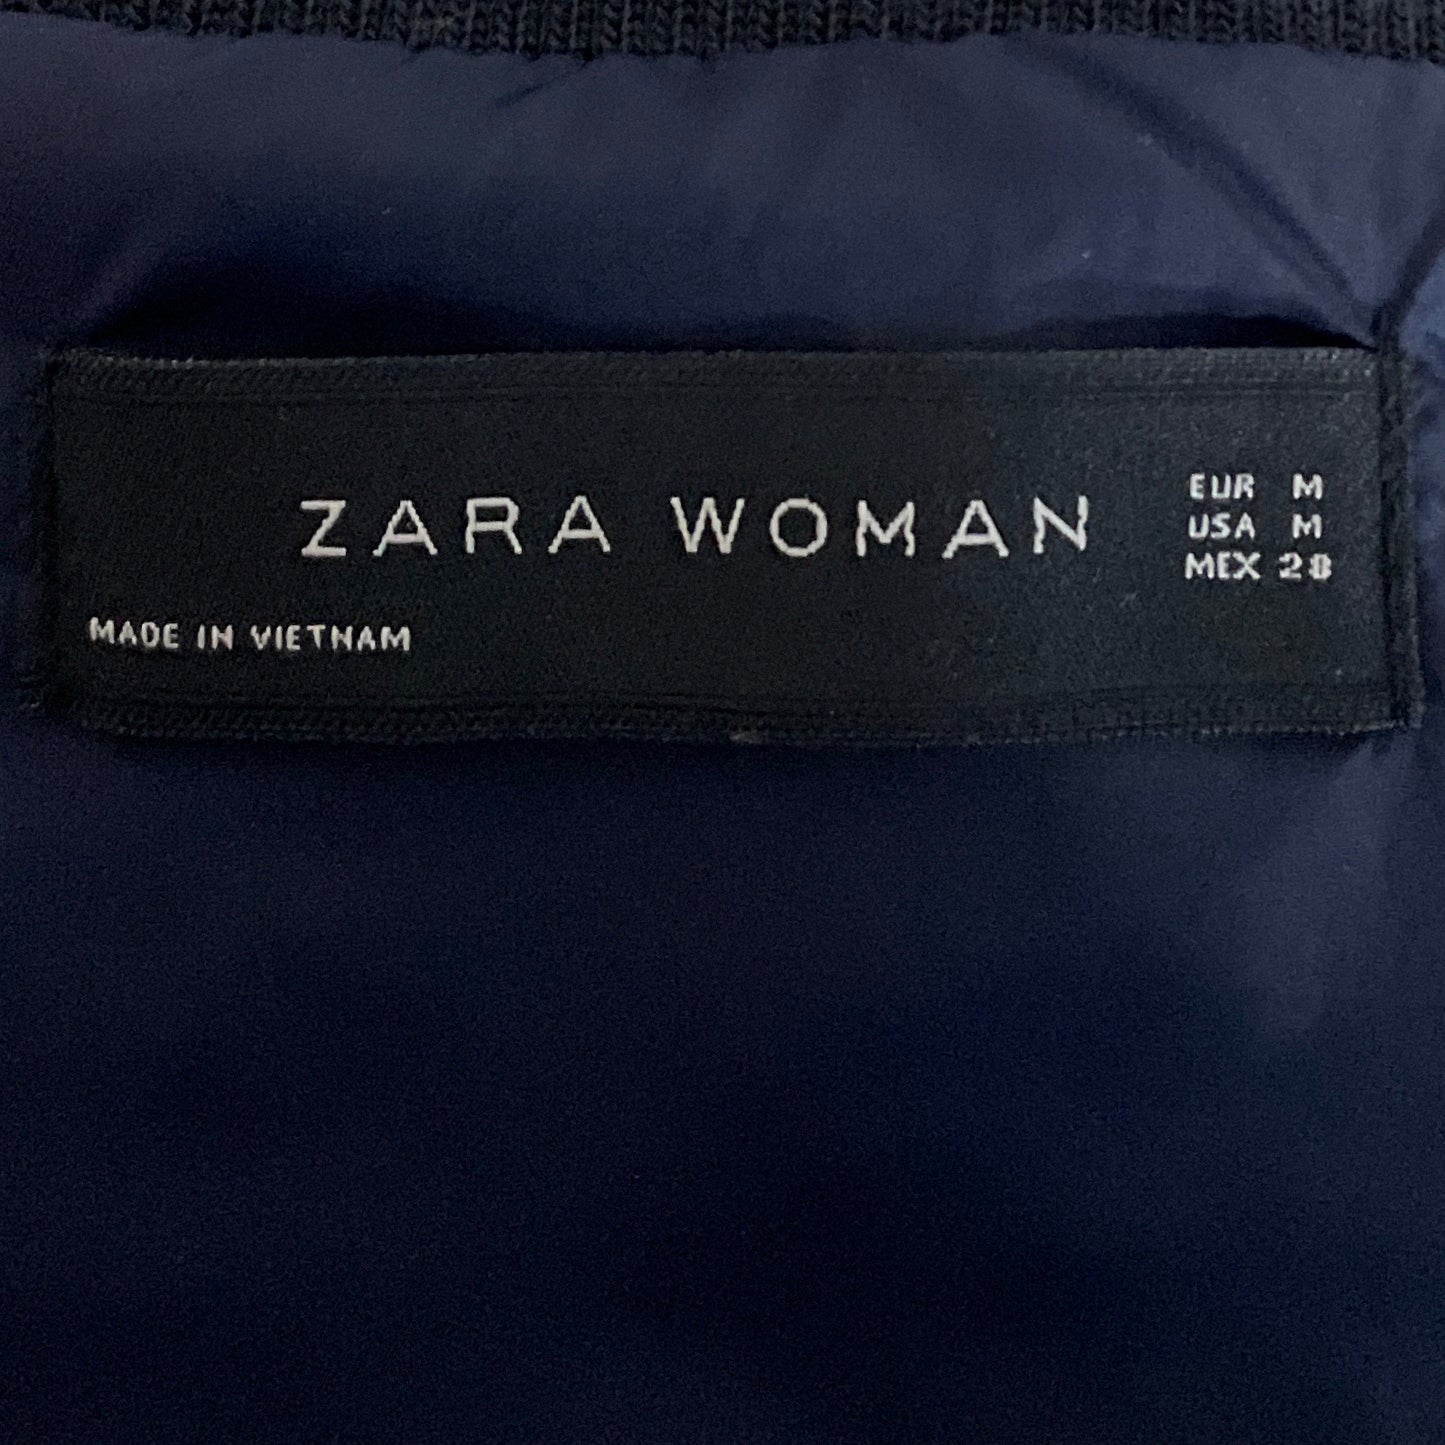 ZARA WOMAN
EUR M
USA M
MEX 28
MADE IN VIETNAM